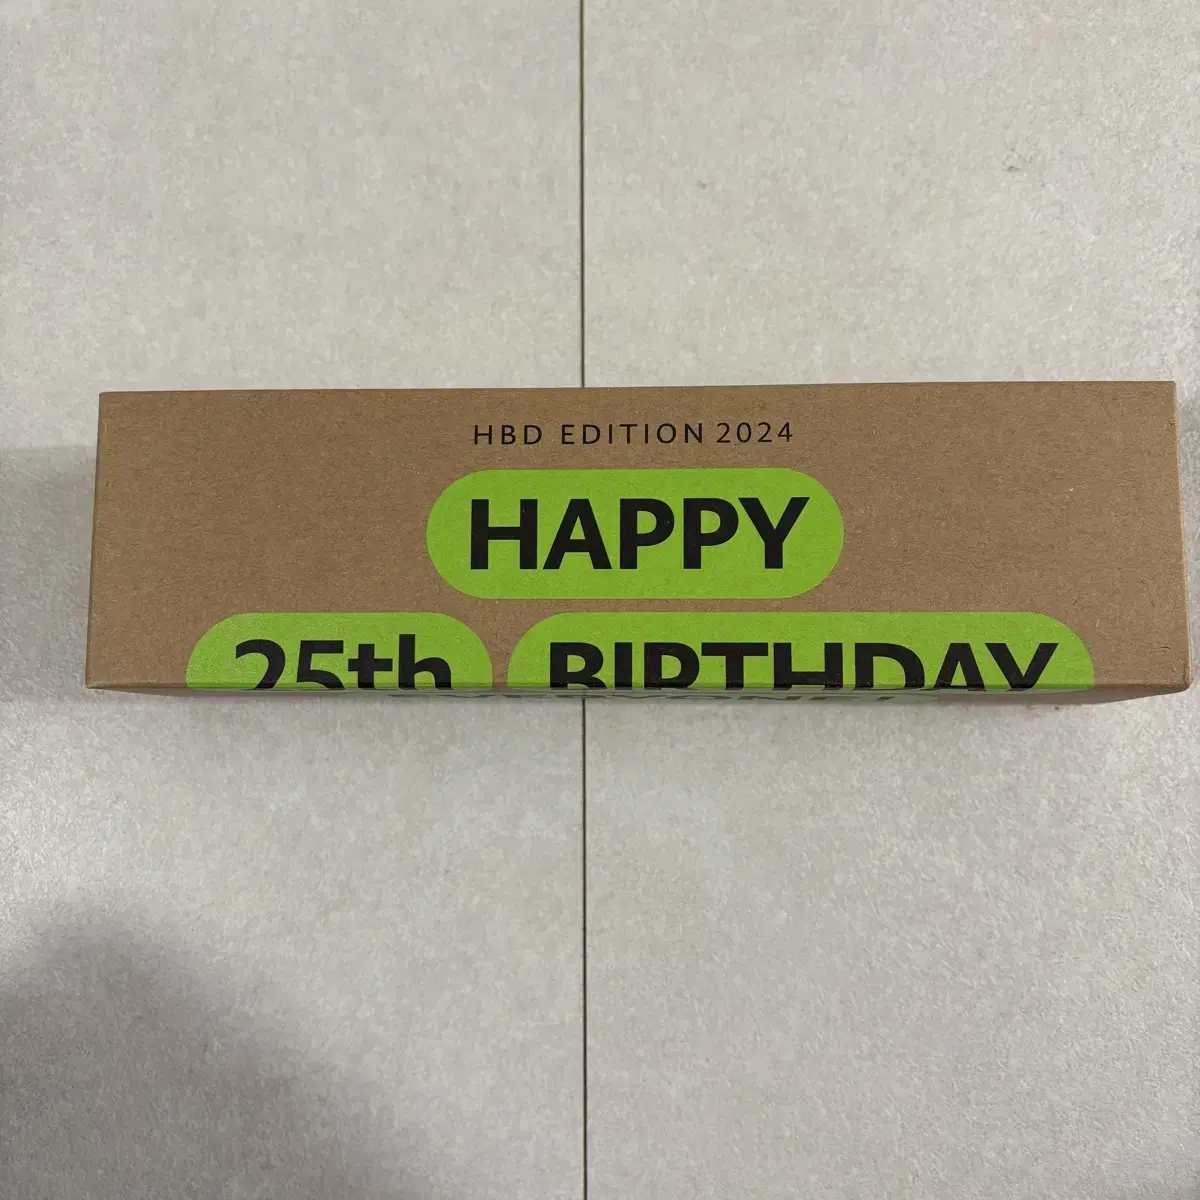 HBD EDITION 2024
HAPPY
25th BIRTHDAY